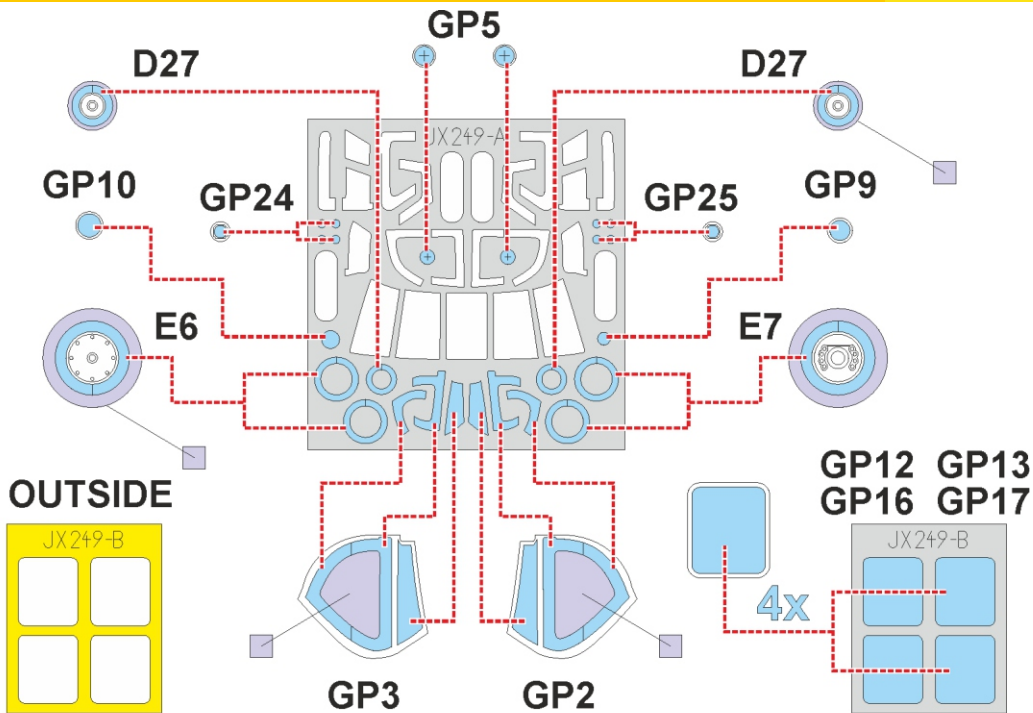 GP5
D27
D27
JX249-A
GP10
GP24
GP25
GP9
E6
E7
OUTSIDE
JX249-B
GP12 GP13
GP16 GP17
JX249-B
4x
GP3
GP2